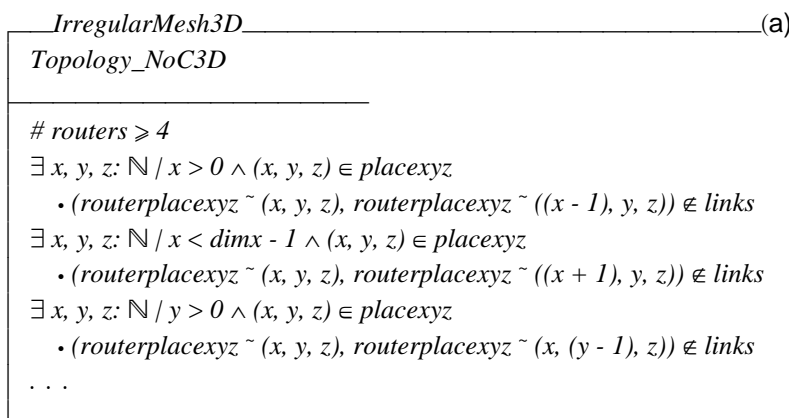 IrregularMesh3D (a)
Topology_NoC3D
# routers ⩾ 4
∃ x, y, z: ℕ | x > 0 ∧ (x, y, z) ∈ placexyz
• (routerplacexyz ~ (x, y, z), routerplacexyz ~ ((x - 1), y, z)) ∉ links
∃ x, y, z: ℕ | x < dimx - 1 ∧ (x, y, z) ∈ placexyz
• (routerplacexyz ~ (x, y, z), routerplacexyz ~ ((x + 1), y, z)) ∉ links
∃ x, y, z: ℕ | y > 0 ∧ (x, y, z) ∈ placexyz
• (routerplacexyz ~ (x, y, z), routerplacexyz ~ (x, (y - 1), z)) ∉ links
. . .